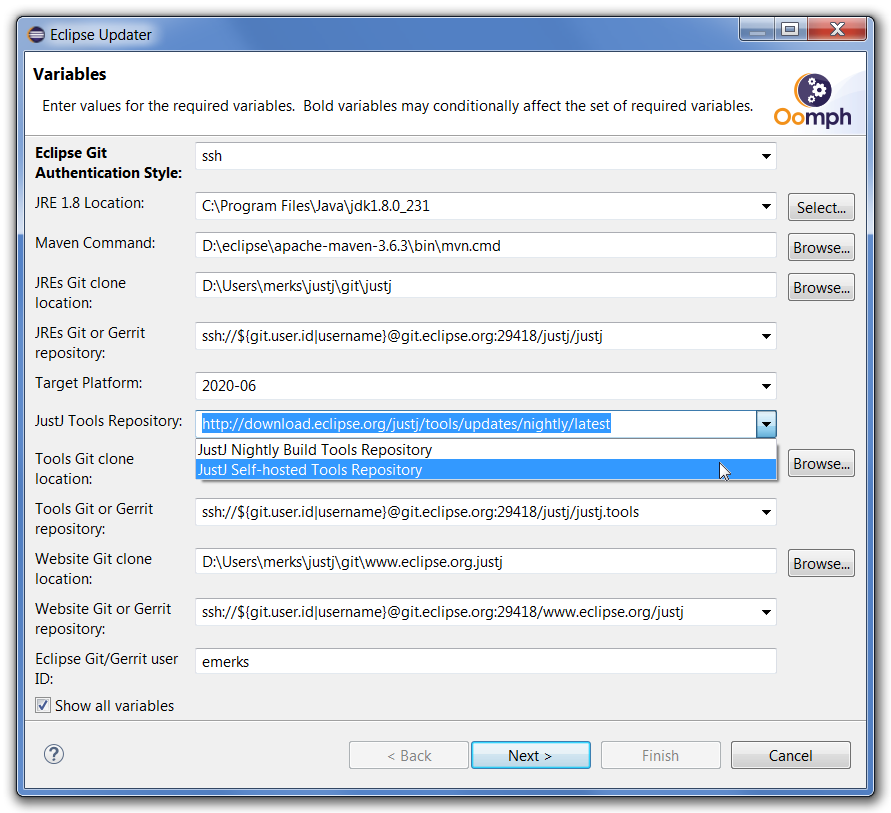 Eclipse Updater
Variables
Enter values for the required variables.  Bold variables may conditionally affect the set of required variables.
Oomph
Eclipse Git
Authentication Style:
ssh
JRE 1.8 Location:
C:\Program Files\Java\jdk1.8.0_231
Select...
Maven Command:
D:\eclipse\apache-maven-3.6.3\bin\mvn.cmd
Browse...
JREs Git clone
location:
D:\Users\merks\justj\git\justj
Browse...
JREs Git or Gerrit
repository:
ssh://${git.user.id|username}@git.eclipse.org:29418/justj/justj
Target Platform:
2020-06
JustJ Tools Repository:
http://download.eclipse.org/justj/tools/updates/nightly/latest
JustJ Nightly Build Tools Repository
JustJ Self-hosted Tools Repository
Tools Git clone
location:
Browse...
Tools Git or Gerrit
repository:
ssh://${git.user.id|username}@git.eclipse.org:29418/justj/justj.tools
Website Git clone
location:
D:\Users\merks\justj\git\www.eclipse.org.justj
Browse...
Website Git or Gerrit
repository:
ssh://${git.user.id|username}@git.eclipse.org:29418/www.eclipse.org/justj
Eclipse Git/Gerrit user
ID:
emerks
Show all variables
?
< Back
Next >
Finish
Cancel